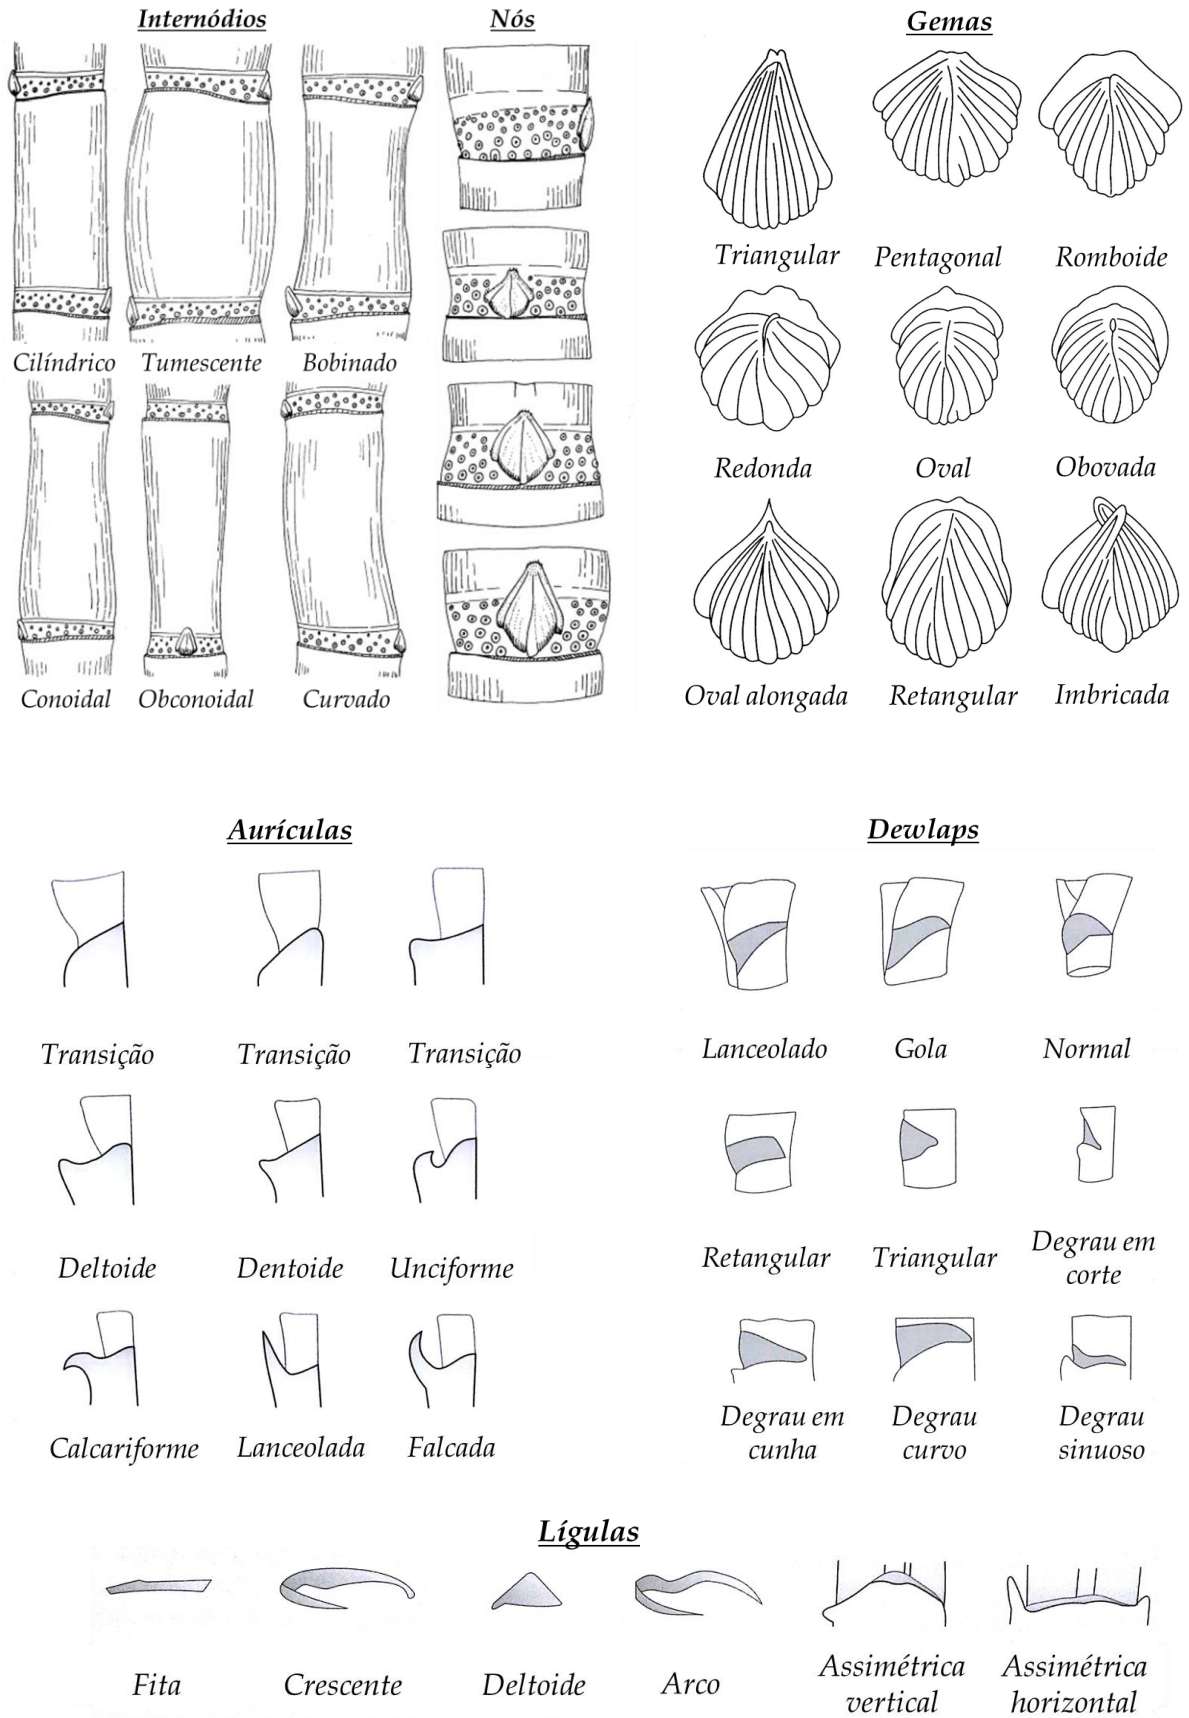 Internódios
Nós
Gemas
Cilíndrico Tumescente Bobinado
Conoidal Obconoidal Curvado
Triangular Pentagonal Romboide
Redonda Oval Obovada
Oval alongada Retangular Imbricada
Aurículas
Transição Transição Transição
Deltoide Dentoide Unciforme
Calcariforme Lanceolada Falcada
Dewlaps
Lanceolado Gola Normal
Retangular Triangular Degrau em
corte
Degrau em
cunha
Degrau
curvo
Degrau
sinuoso
Lígulas
Fita Crescente Deltoide Arco
Assimétrica
vertical
Assimétrica
horizontal